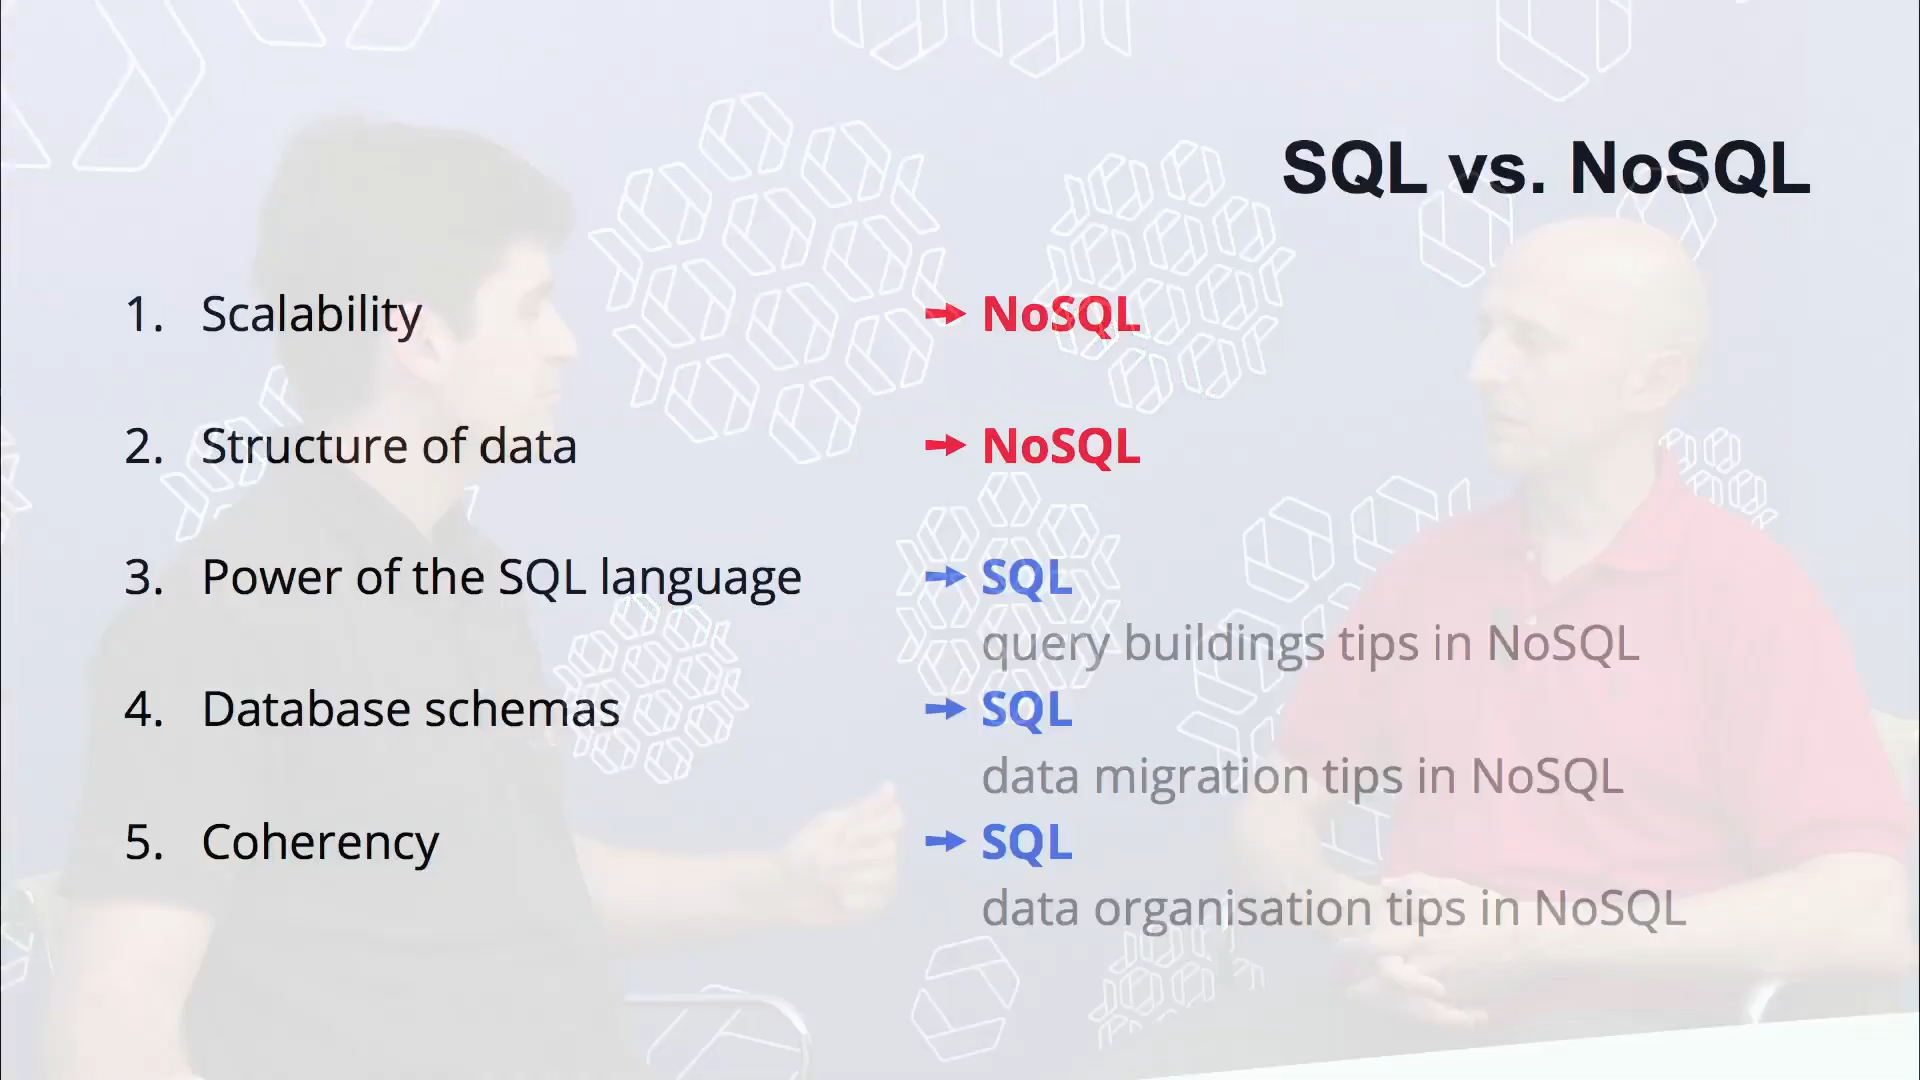 SQL vs. NoSQL
1. Scalability → NoSQL
2. Structure of data → NoSQL
3. Power of the SQL language → SQL
query buildings tips in NoSQL
4. Database schemas → SQL
data migration tips in NoSQL
5. Coherency → SQL
data organisation tips in NoSQL